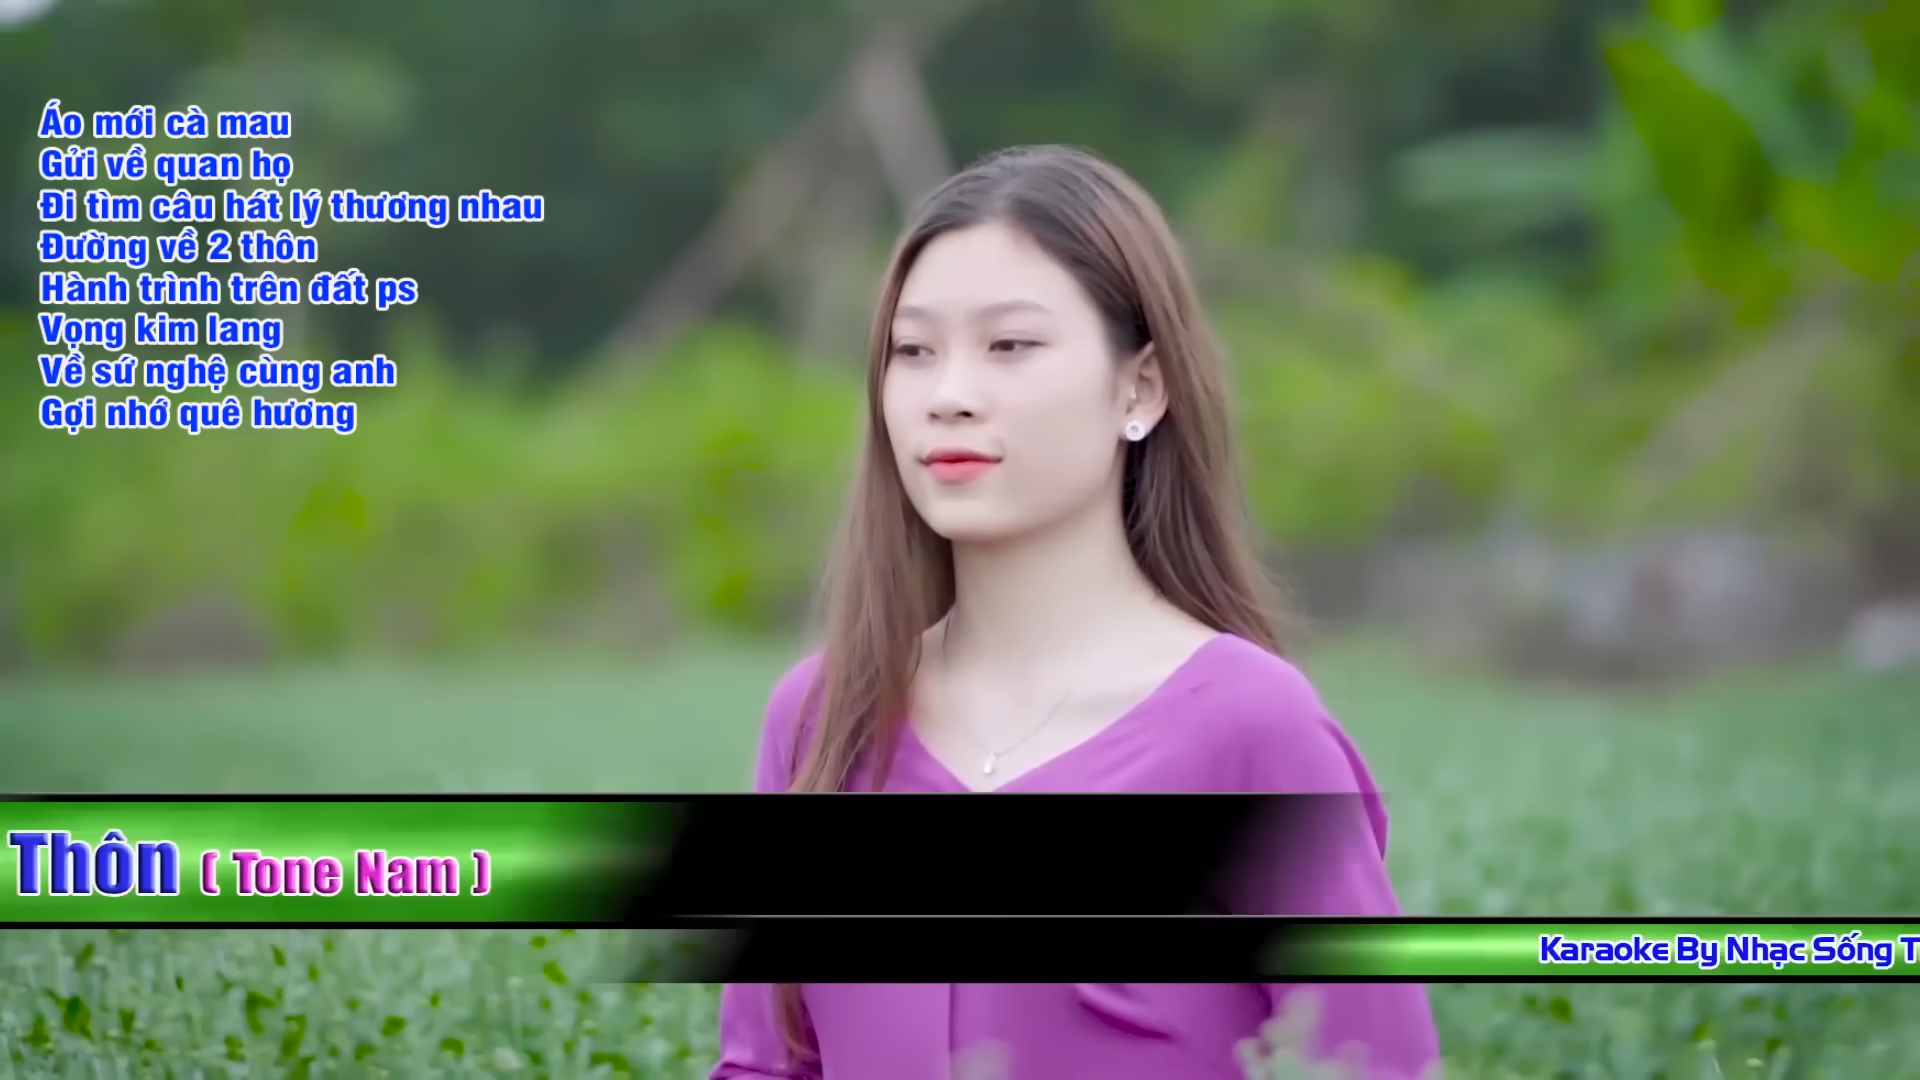 Áo mới cà mau
Gửi về quan họ
Đi tìm câu hát lý thương nhau
Đường về 2 thôn
Hành trình trên đất ps
Vọng kim lang
Về sứ nghệ cùng anh
Gợi nhớ quê hương
Thôn ( Tone Nam )
Karaoke By Nhạc Sống T